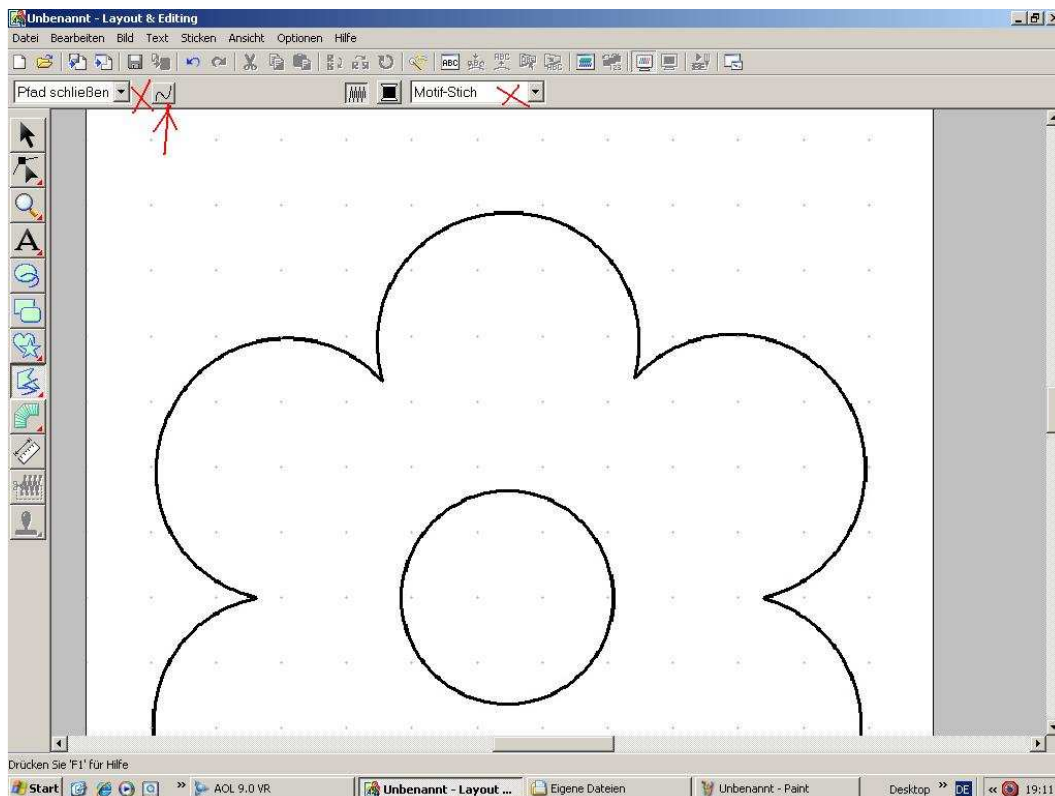 Unbenannt - Layout & Editing
Datei Bearbeiten Bild Text Sticken Ansicht Optionen Hilfe
ABC
Pfad schließen
Motif-Stich
A
Drücken Sie 'F1' für Hilfe
Start » AOL 9.0 VR Unbenannt - Layout ... Eigene Dateien Unbenannt - Paint Desktop » DE « 19:11